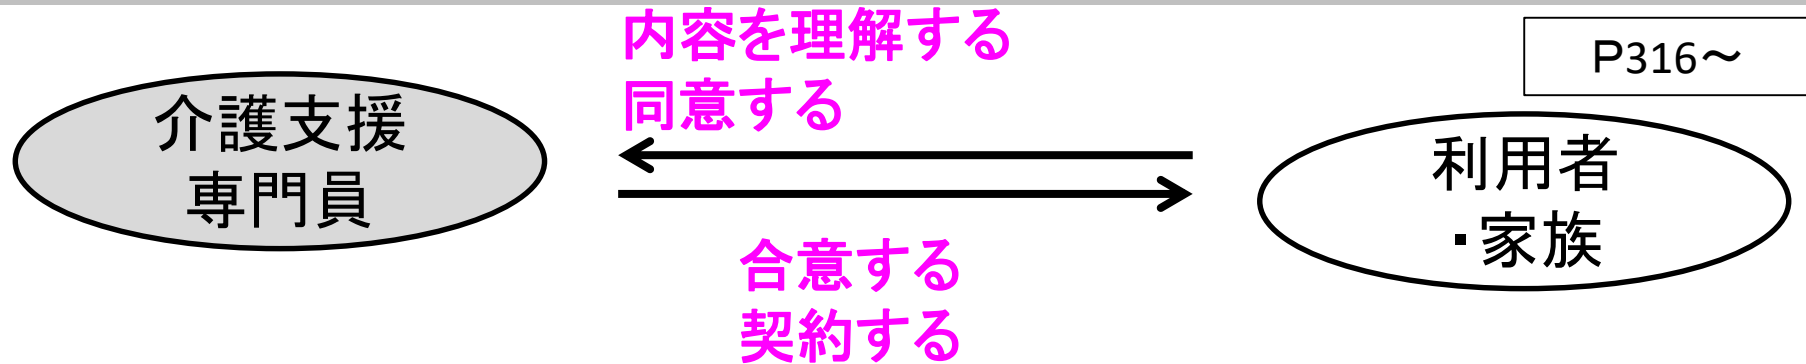 内容を理解する
同意する
P316～
介護支援
専門員
利用者
・家族
合意する
契約する